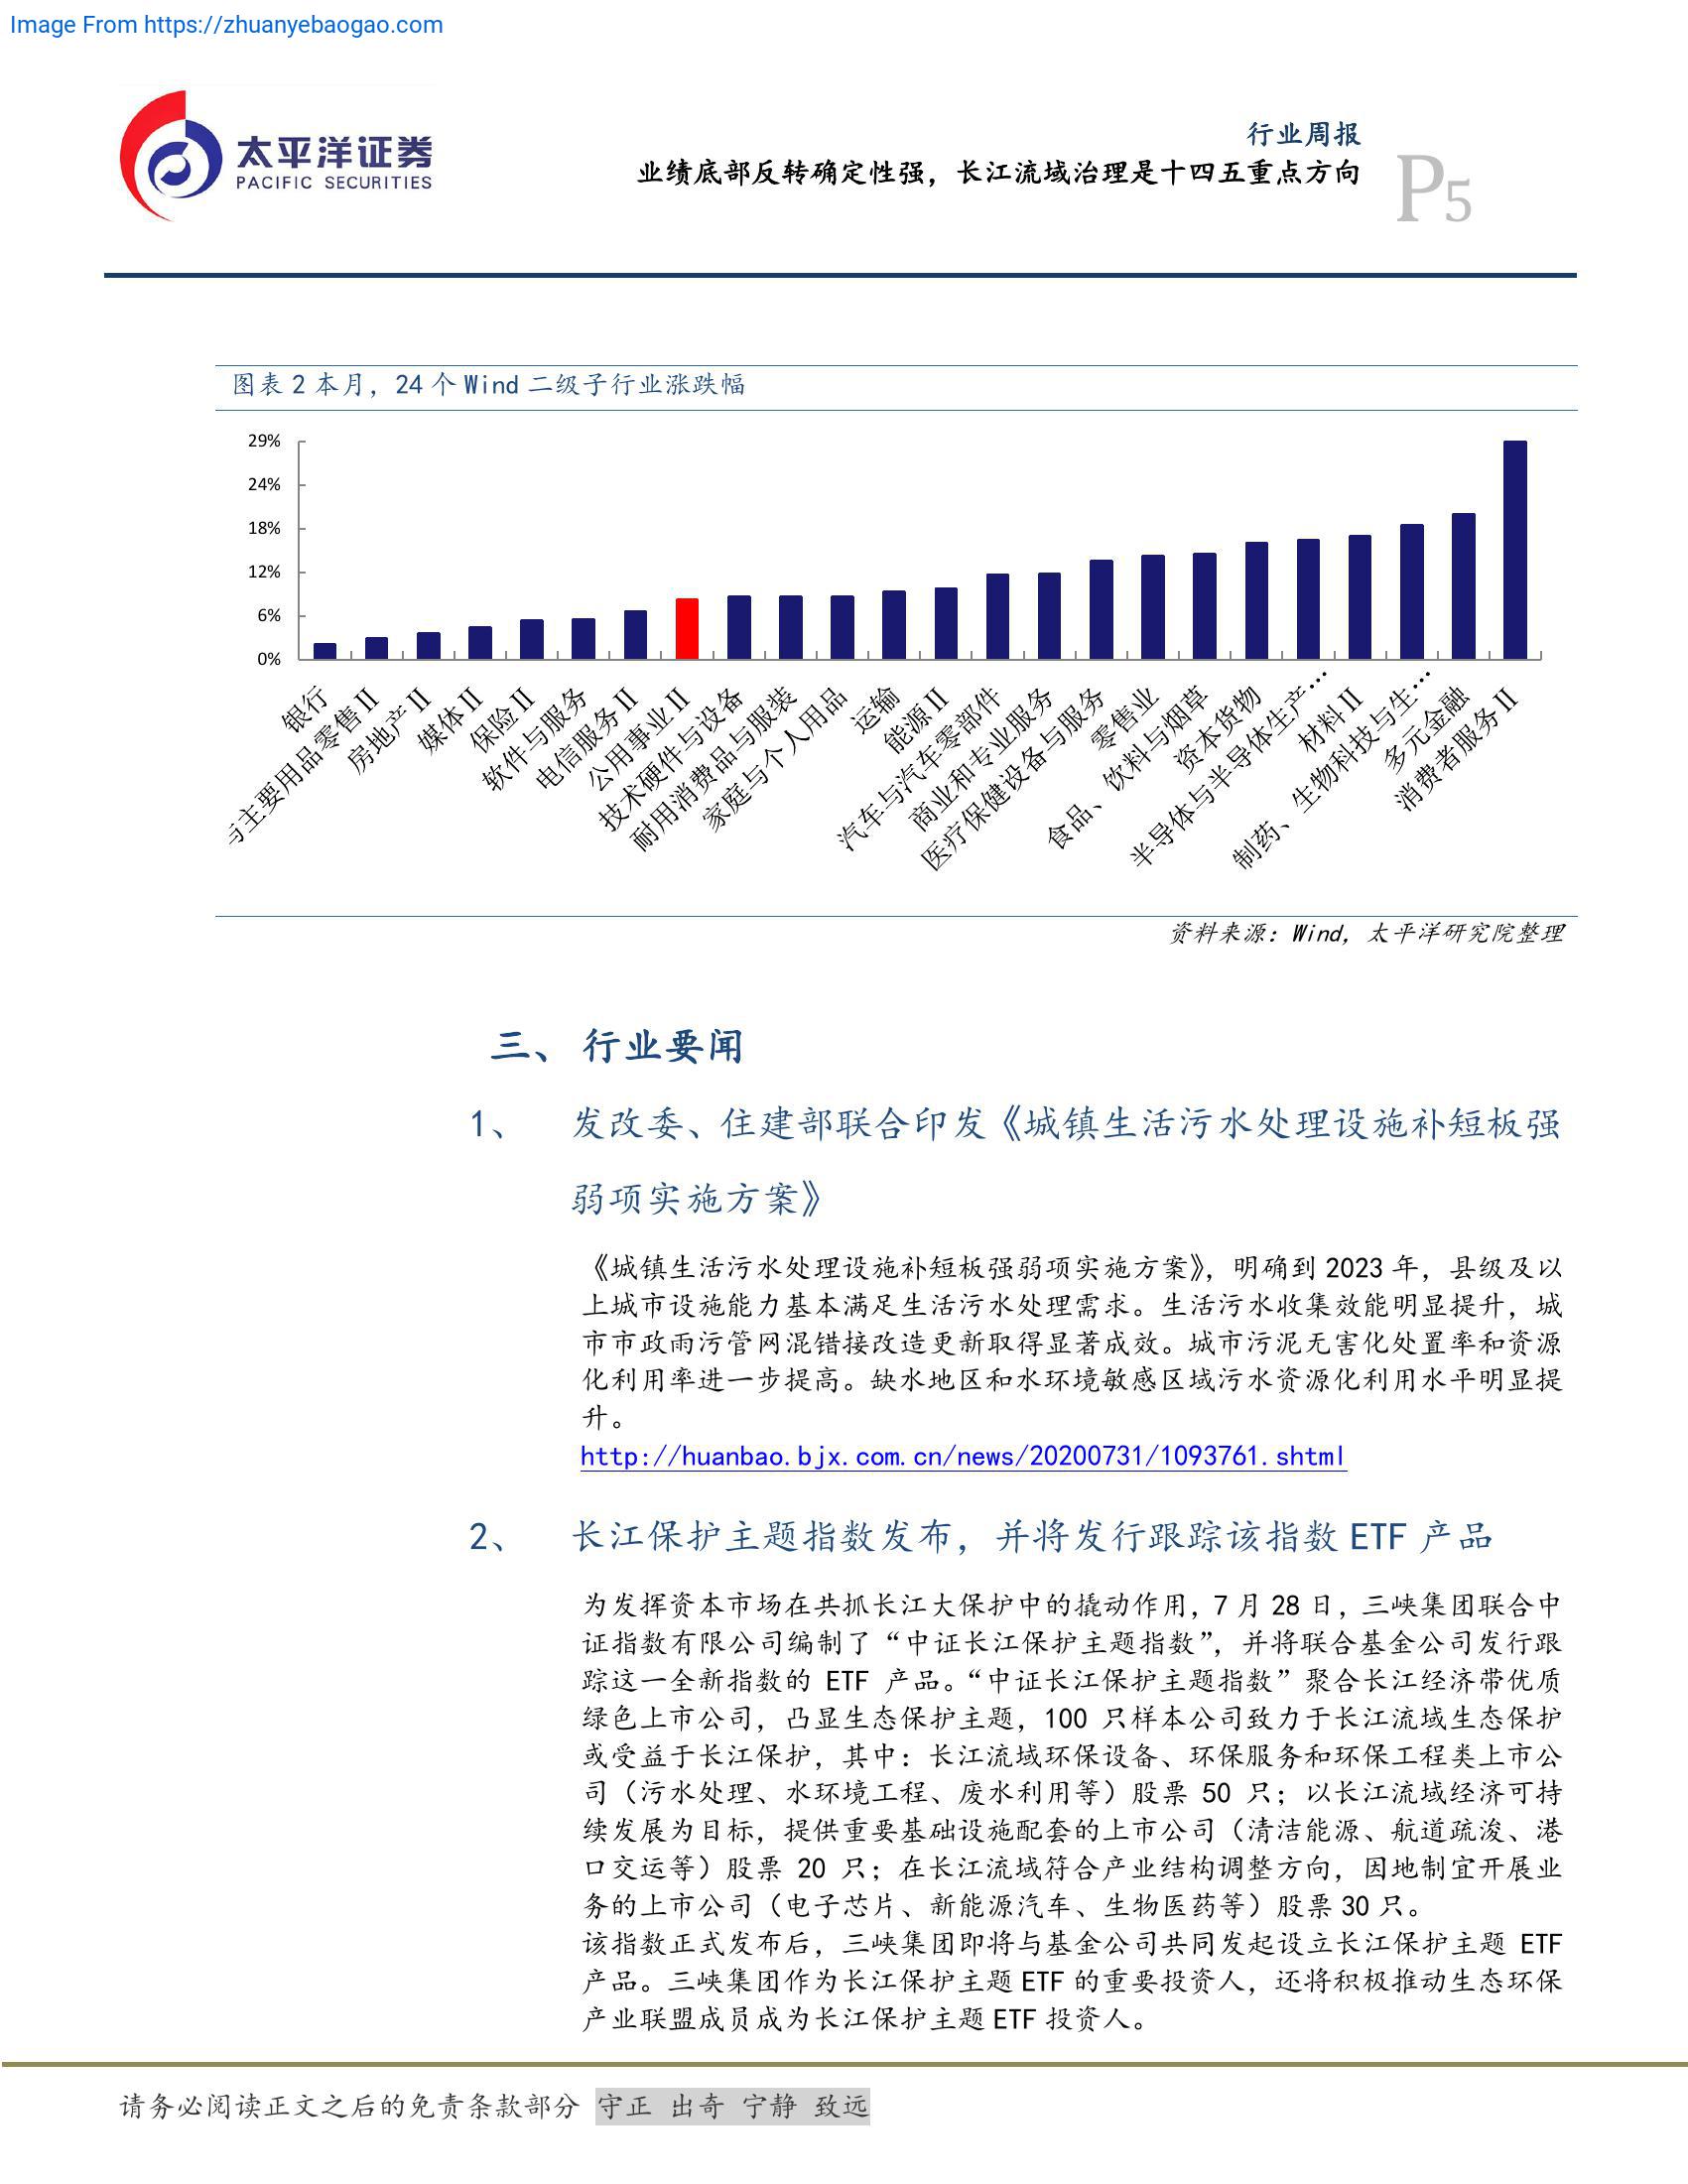 Image From https://zhuanyebaogao.com
太平洋证券
PACIFIC SECURITIES
行业周报
业绩底部反转确定性强，长江流域治理是十四五重点方向
P5
图表 2 本月，24 个 Wind 二级子行业涨跌幅
29%
24%
18%
12%
6%
0%
银行
与主要用品零售Ⅱ
房地产Ⅱ
媒体Ⅱ
保险Ⅱ
软件与服务
电信服务Ⅱ
公用事业Ⅱ
技术硬件与设备
耐用消费品与服装
家庭与个人用品
运输
能源Ⅱ
汽车与汽车零部件
商业和专业服务
医疗保健设备与服务
零售业
食品、饮料与烟草
资本货物
半导体与半导体生产…
材料Ⅱ
制药、生物科技与生…
多元金融
消费者服务Ⅱ
资料来源：Wind，太平洋研究院整理
三、 行业要闻
1、 发改委、住建部联合印发《城镇生活污水处理设施补短板强
弱项实施方案》
《城镇生活污水处理设施补短板强弱项实施方案》，明确到 2023 年，县级及以
上城市设施能力基本满足生活污水处理需求。生活污水收集效能明显提升，城
市市政雨污管网混错接改造更新取得显著成效。城市污泥无害化处置率和资源
化利用率进一步提高。缺水地区和水环境敏感区域污水资源化利用水平明显提
升。
http://huanbao.bjx.com.cn/news/20200731/1093761.shtml
2、 长江保护主题指数发布，并将发行跟踪该指数 ETF 产品
为发挥资本市场在共抓长江大保护中的撬动作用，7 月 28 日，三峡集团联合中
证指数有限公司编制了“中证长江保护主题指数”，并将联合基金公司发行跟
踪这一全新指数的 ETF 产品。“中证长江保护主题指数”聚合长江经济带优质
绿色上市公司，凸显生态保护主题，100 只样本公司致力于长江流域生态保护
或受益于长江保护，其中：长江流域环保设备、环保服务和环保工程类上市公
司（污水处理、水环境工程、废水利用等）股票 50 只；以长江流域经济可持
续发展为目标，提供重要基础设施配套的上市公司（清洁能源、航道疏浚、港
口交运等）股票 20 只；在长江流域符合产业结构调整方向，因地制宜开展业
务的上市公司（电子芯片、新能源汽车、生物医药等）股票 30 只。
该指数正式发布后，三峡集团即将与基金公司共同发起设立长江保护主题 ETF
产品。三峡集团作为长江保护主题 ETF 的重要投资人，还将积极推动生态环保
产业联盟成员成为长江保护主题 ETF 投资人。
请务必阅读正文之后的免责条款部分 守正 出奇 宁静 致远